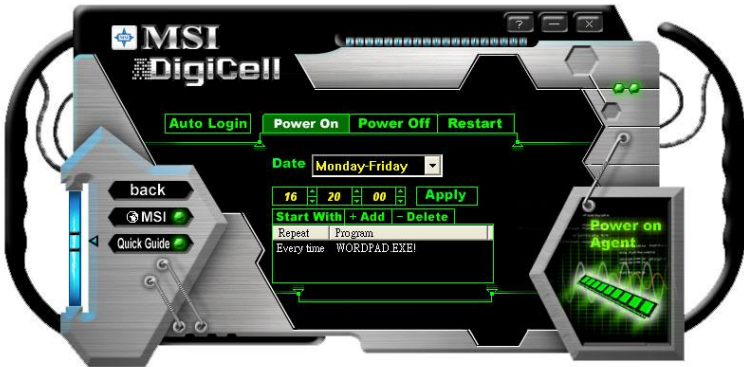 ? — X
MSI
DigiCell
Auto Login Power On Power Off Restart
Date Monday-Friday
16 20 00 Apply
Start With + Add - Delete
Repeat Program
Every time WORDPAD.EXE!
back
MSI
Quick Guide
Power on
Agent